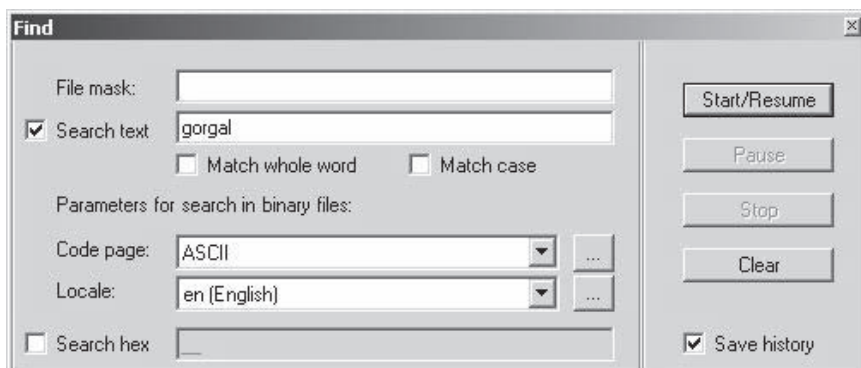 Find
File mask:
Search text gorgal
Match whole word Match case
Parameters for search in binary files:
Code page: ASCII ...
Locale: en (English) ...
Search hex __
Start/Resume
Pause
Stop
Clear
Save history